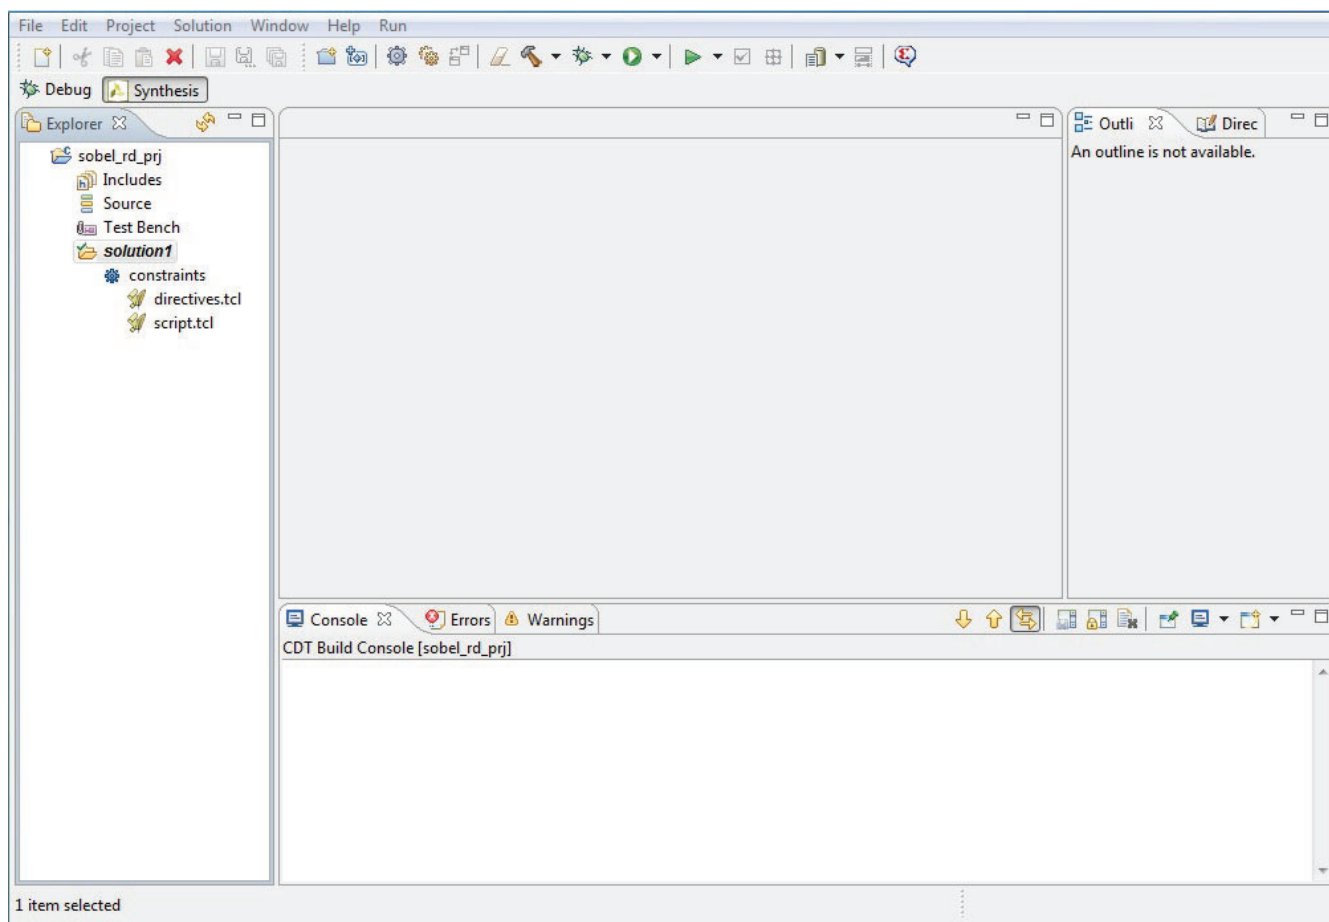 File Edit Project Solution Window Help Run
Debug Synthesis
Explorer
sobel_rd_prj
Includes
Source
Test Bench
solution1
constraints
directives.tcl
script.tcl
Outli Direc
An outline is not available.
Console Errors Warnings
CDT Build Console [sobel_rd_prj]
1 item selected